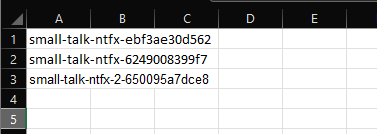 A B C D E F
1 small-talk-ntfx-ebf3ae30d562
2 small-talk-ntfx-6249008399f7
3 small-talk-ntfx-2-650095a7dce8
4
5